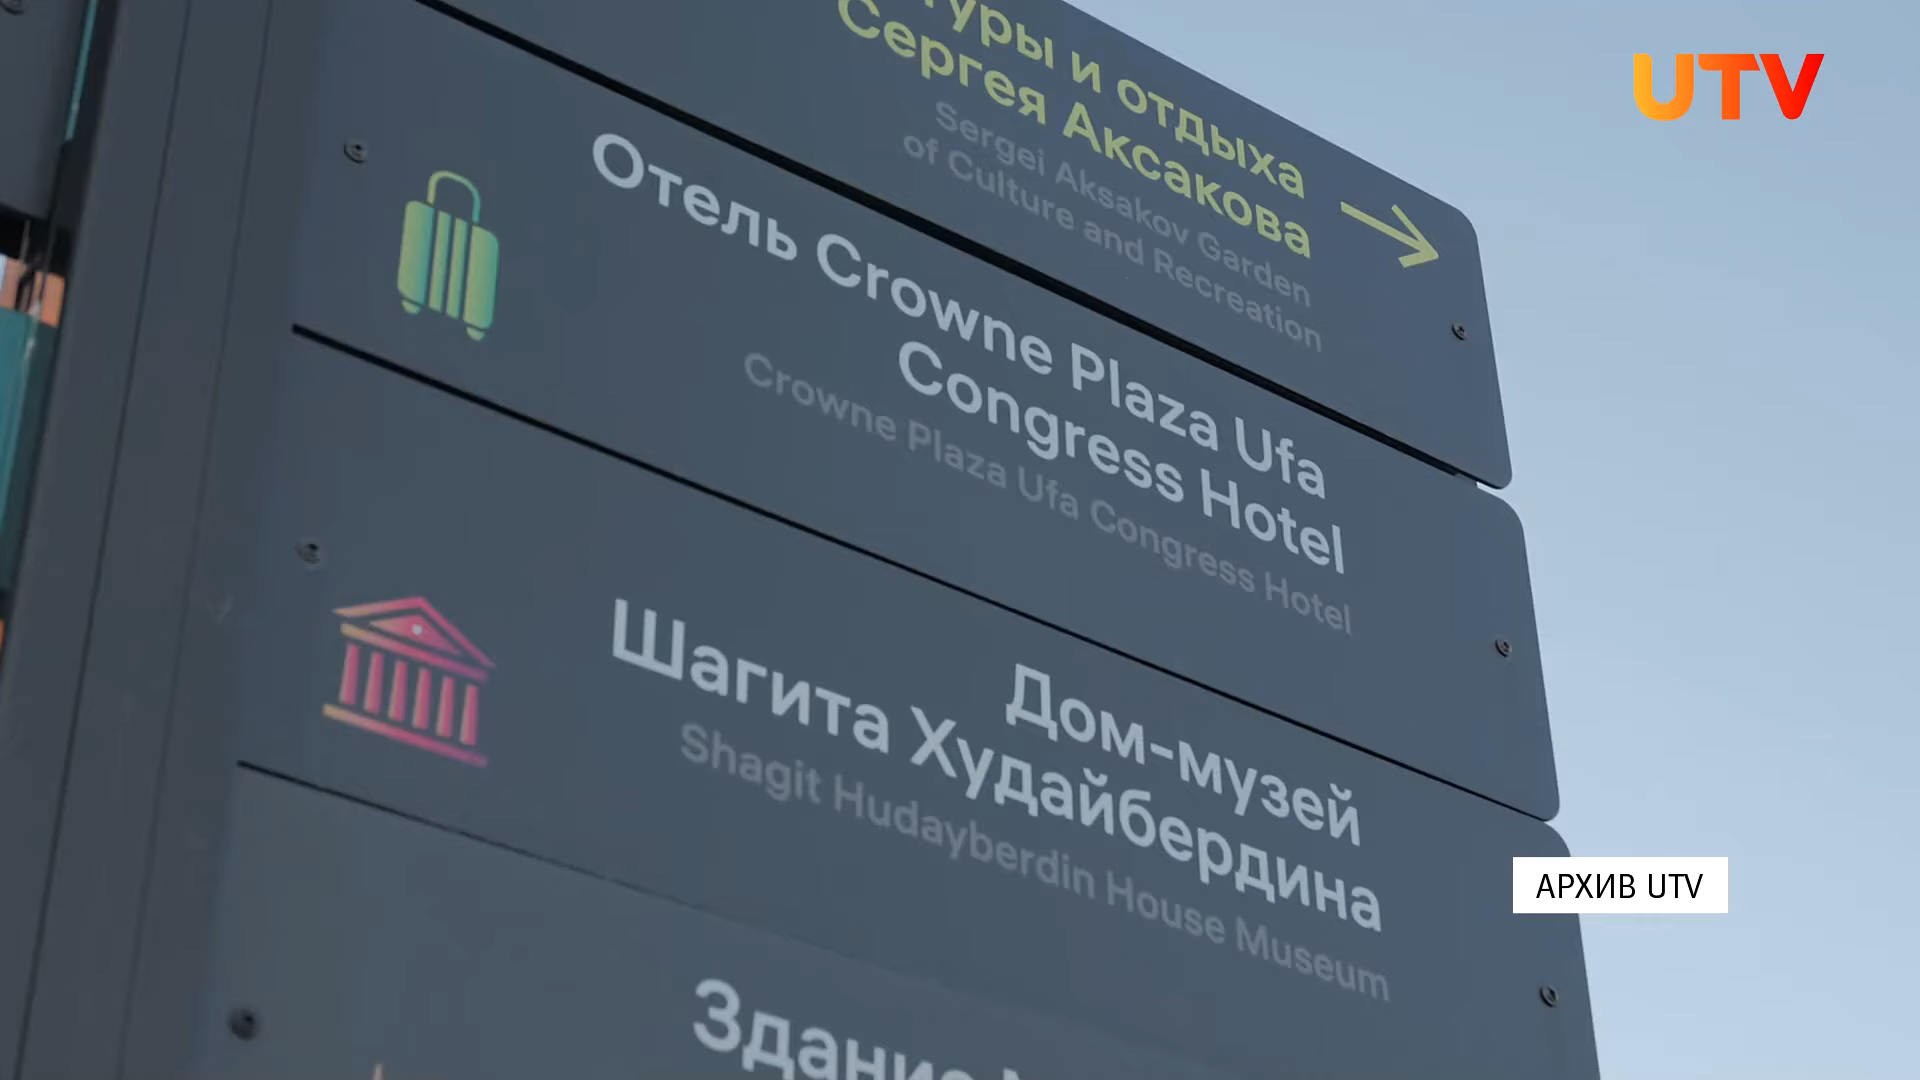 UTV
и отдыха
Сергея Аксакова
Sergei Aksakov Garden
of Culture and Recreation
Отель Crowne Plaza Ufa
Congress Hotel
Crowne Plaza Ufa Congress Hotel
Дом-музей
Шагита Худайбердина
Shagit Hudayberdin House Museum
АРХИВ UTV
Здание